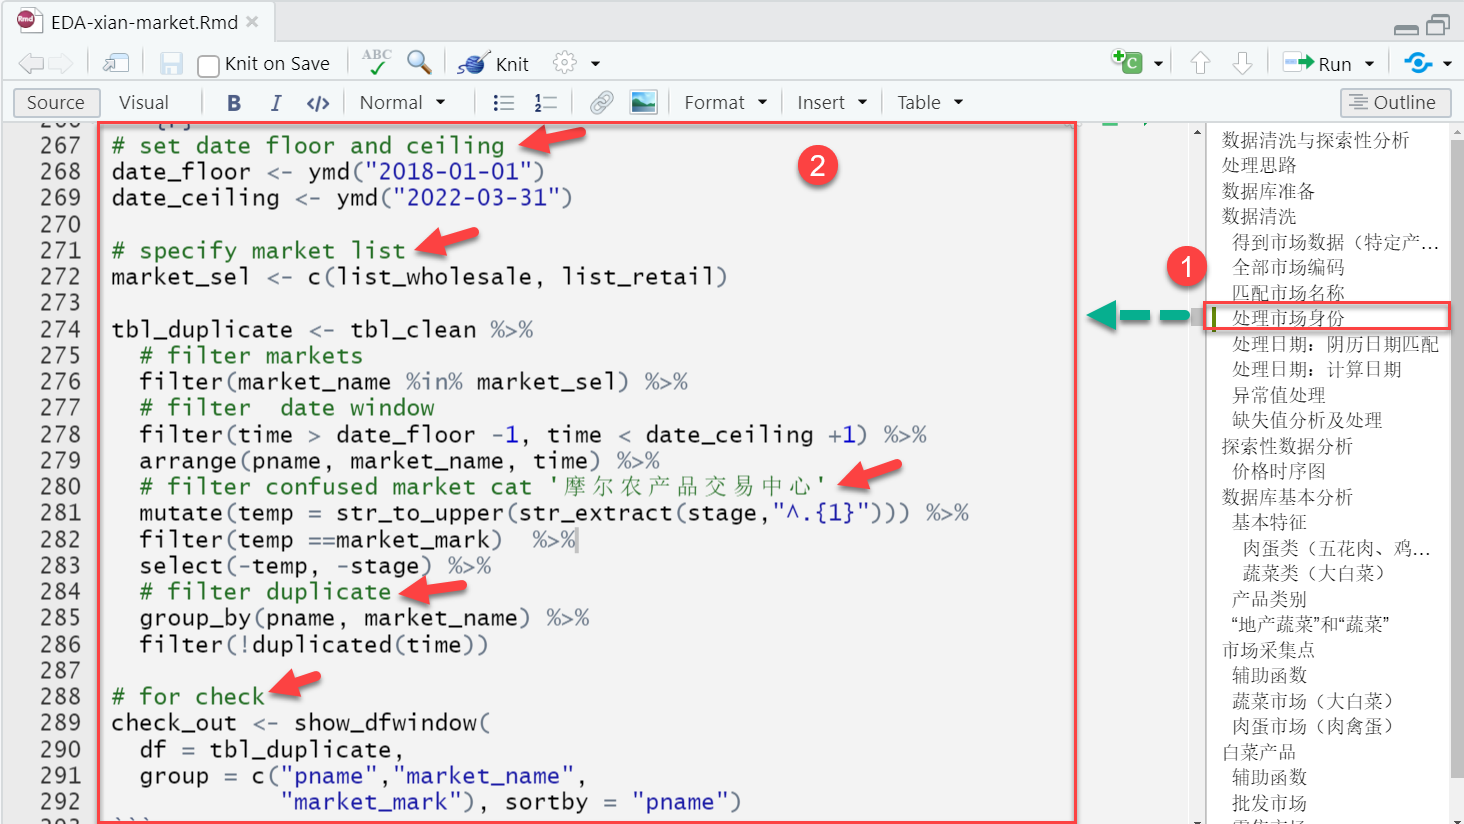 EDA-xian-market.Rmd
Knit on Save
ABC
Knit
Run
Source
Visual
B
I
</>
Normal
Format
Insert
Table
Outline
267 # set date floor and ceiling
268 date_floor <- ymd("2018-01-01")
269 date_ceiling <- ymd("2022-03-31")
270
271 # specify market list
272 market_sel <- c(list_wholesale, list_retail)
273
274 tbl_duplicate <- tbl_clean %>%
275 # filter markets
276 filter(market_name %in% market_sel) %>%
277 # filter  date window
278 filter(time > date_floor -1, time < date_ceiling +1) %>%
279 arrange(pname, market_name, time) %>%
280 # filter confused market cat '摩尔农产品交易中心'
281 mutate(temp = str_to_upper(str_extract(stage,"^.{1}"))) %>%
282 filter(temp ==market_mark)  %>%
283 select(-temp, -stage) %>%
284 # filter duplicate
285 group_by(pname, market_name) %>%
286 filter(!duplicated(time))
287
288 # for check
289 check_out <- show_dfwindow(
290 df = tbl_duplicate,
291 group = c("pname","market_name",
292 "market_mark"), sortby = "pname")
2
1
数据清洗与探索性分析
处理思路
数据库准备
数据清洗
得到市场数据（特定产...
全部市场编码
匹配市场名称
处理市场身份
处理日期：阴历日期匹配
处理日期：计算日期
异常值处理
缺失值分析及处理
探索性数据分析
价格时序图
数据库基本分析
基本特征
肉蛋类（五花肉、鸡...
蔬菜类（大白菜）
产品类别
“地产蔬菜”和“蔬菜”
市场采集点
辅助函数
蔬菜市场（大白菜）
肉蛋市场（肉禽蛋）
白菜产品
辅助函数
批发市场